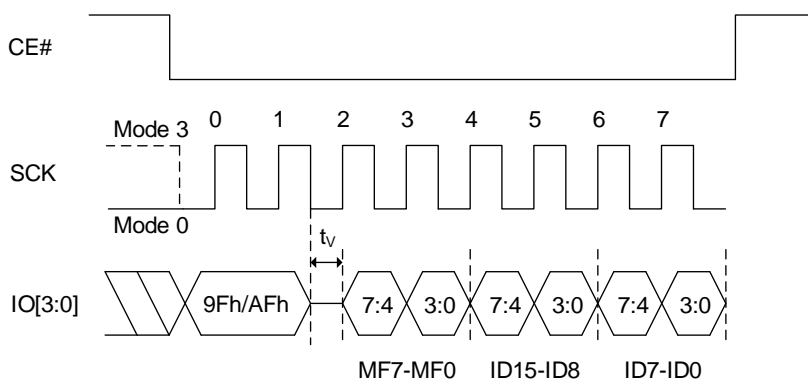 CE#
Mode 3
0 1 2 3 4 5 6 7
SCK
Mode 0
tV
IO[3:0]
9Fh/AFh 7:4 3:0 7:4 3:0 7:4 3:0
MF7-MF0 ID15-ID8 ID7-ID0